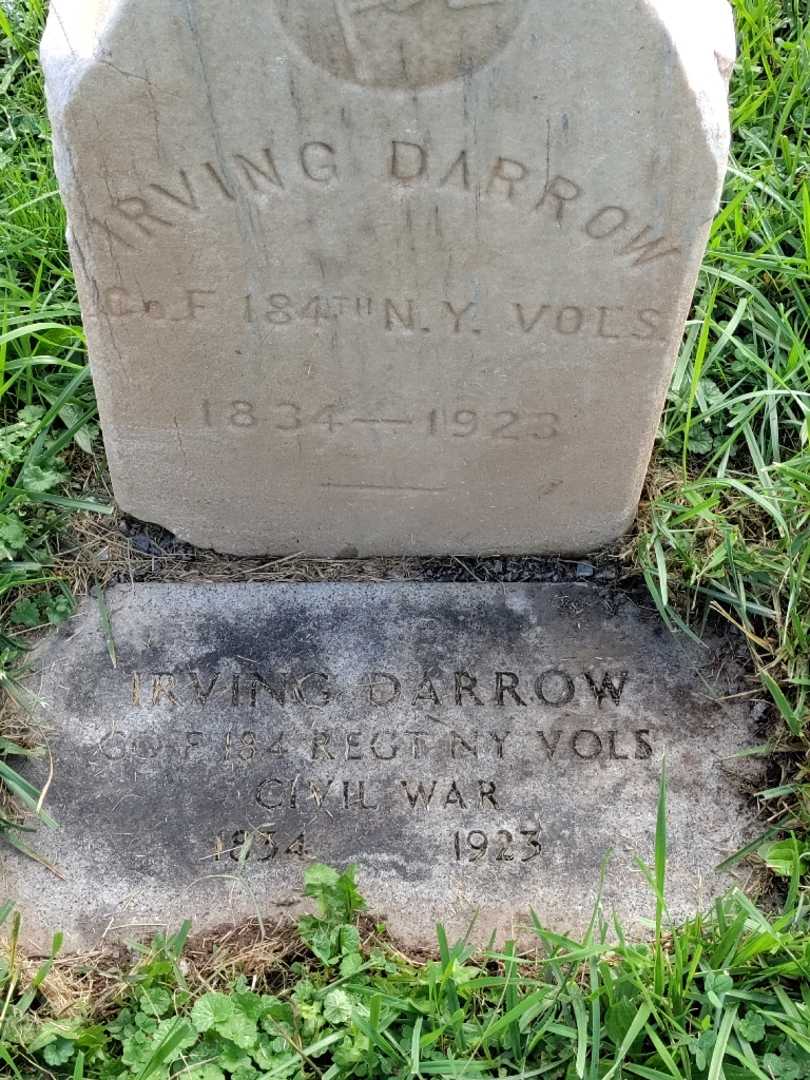 IRVING DARROW
Co. F 184TH N.Y. VOLS.
1834—1923
IRVING DARROW
CO F 184 REGT NY VOLS
CIVIL WAR
1834 1923